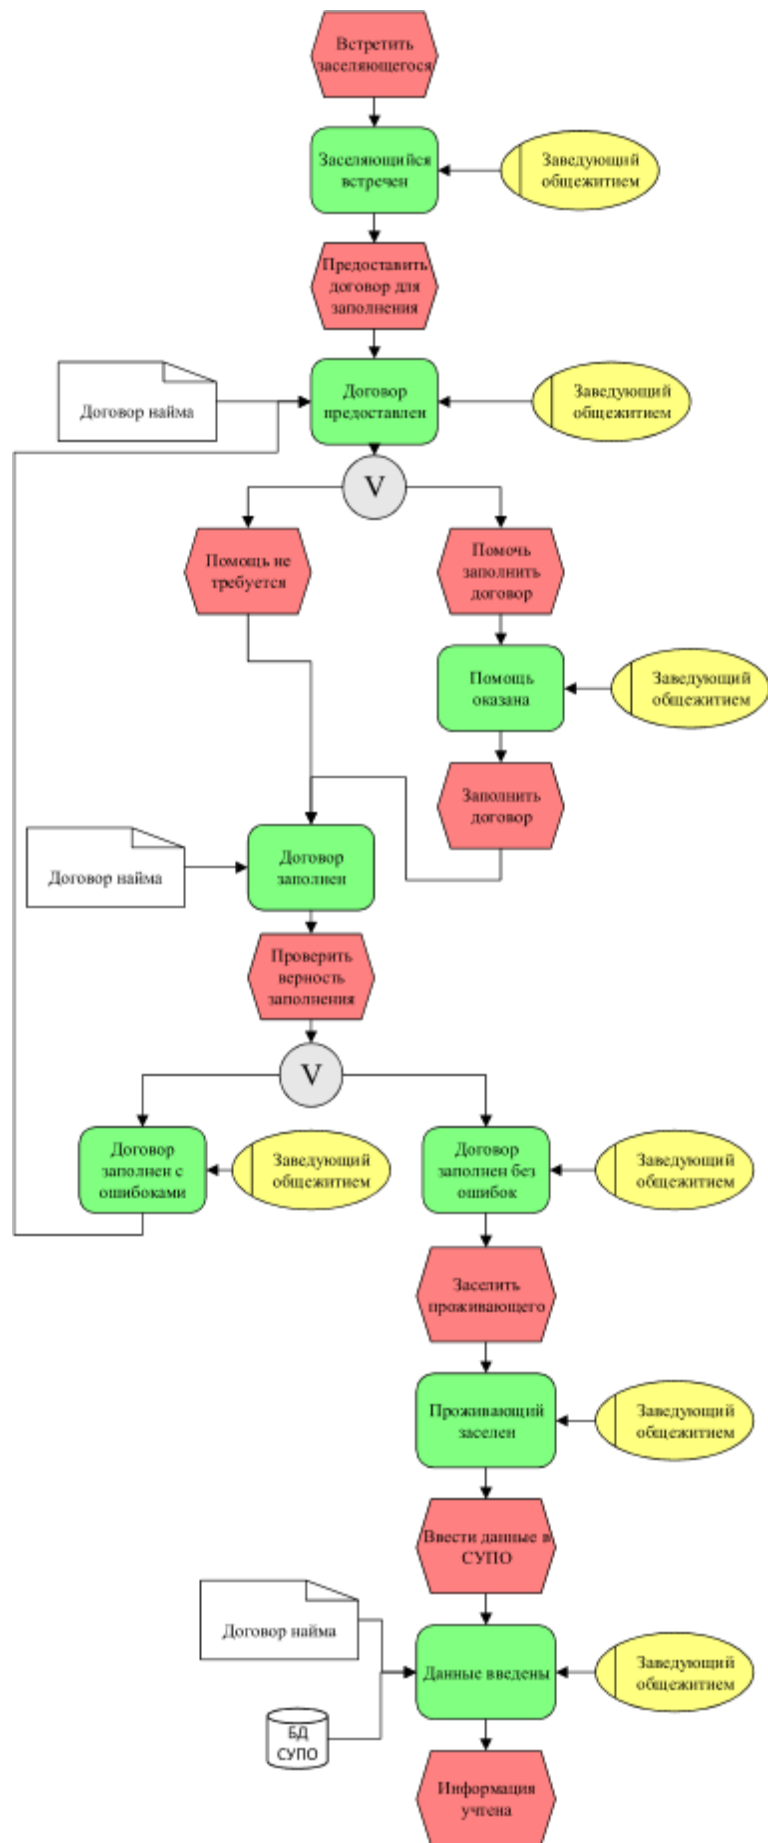 Встретить
заселяющегося
Заселяющийся
встречен
Заведующий
общежитием
Предоставить
договор для
заполнения
Договор найма
Договор
предоставлен
Заведующий
общежитием
V
Помощь не
требуется
Помочь
заполнить
договор
Помощь
оказана
Заведующий
общежитием
Заполнить
договор
Договор найма
Договор
заполнен
Проверить
верность
заполнения
V
Договор
заполнен с
ошибоками
Заведующий
общежитием
Договор
заполнен без
ошибок
Заведующий
общежитием
Заселить
проживающего
Проживающий
заселен
Заведующий
общежитием
Ввести данные в
СУПО
Договор найма
Данные введены
Заведующий
общежитием
БД
СУПО
Информация
учтена